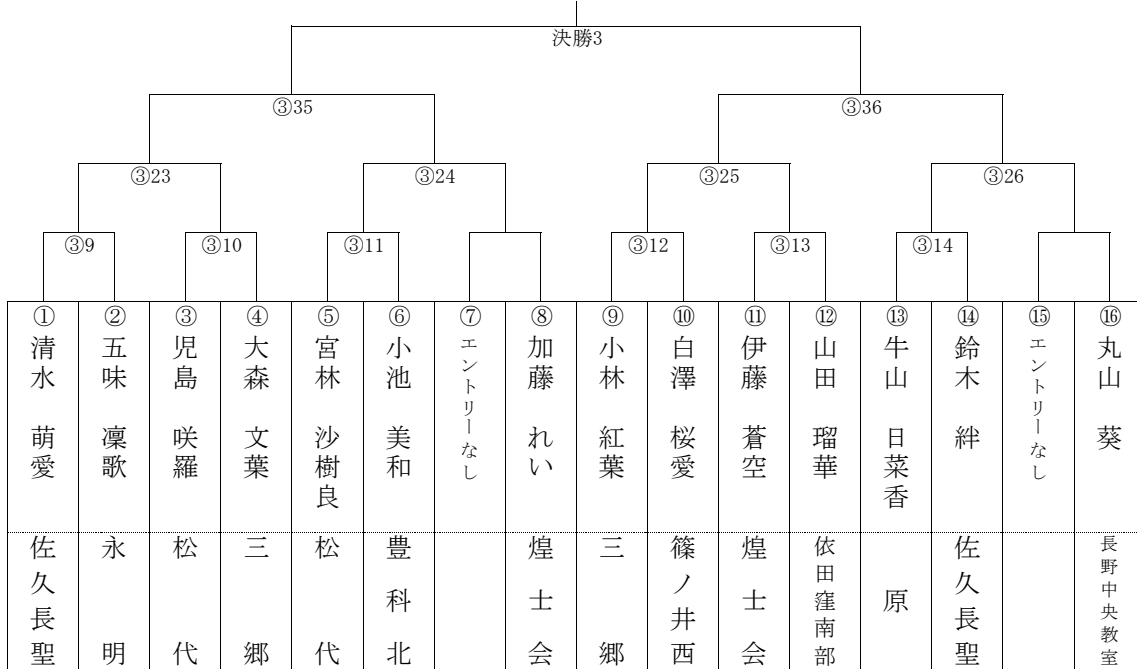 決勝3
③35
③36
③23
③24
③25
③26
③9
③10
③11
③12
③13
③14
①
清水 萌愛
佐久長聖
②
五味 凜歌
永明
③
児島 咲羅
松代
④
大森 文葉
三郷
⑤
宮林 沙樹良
松代
⑥
小池 美和
豊科北
⑦
エントリーなし
⑧
加藤 れい
煌士会
⑨
小林 紅葉
三郷
⑩
白澤 桜愛
篠ノ井西
⑪
伊藤 蒼空
煌士会
⑫
山田 瑠華
依田窪南部
⑬
牛山 日菜香
原
⑭
鈴木 絆
佐久長聖
⑮
エントリーなし
⑯
丸山 葵
長野中央教室